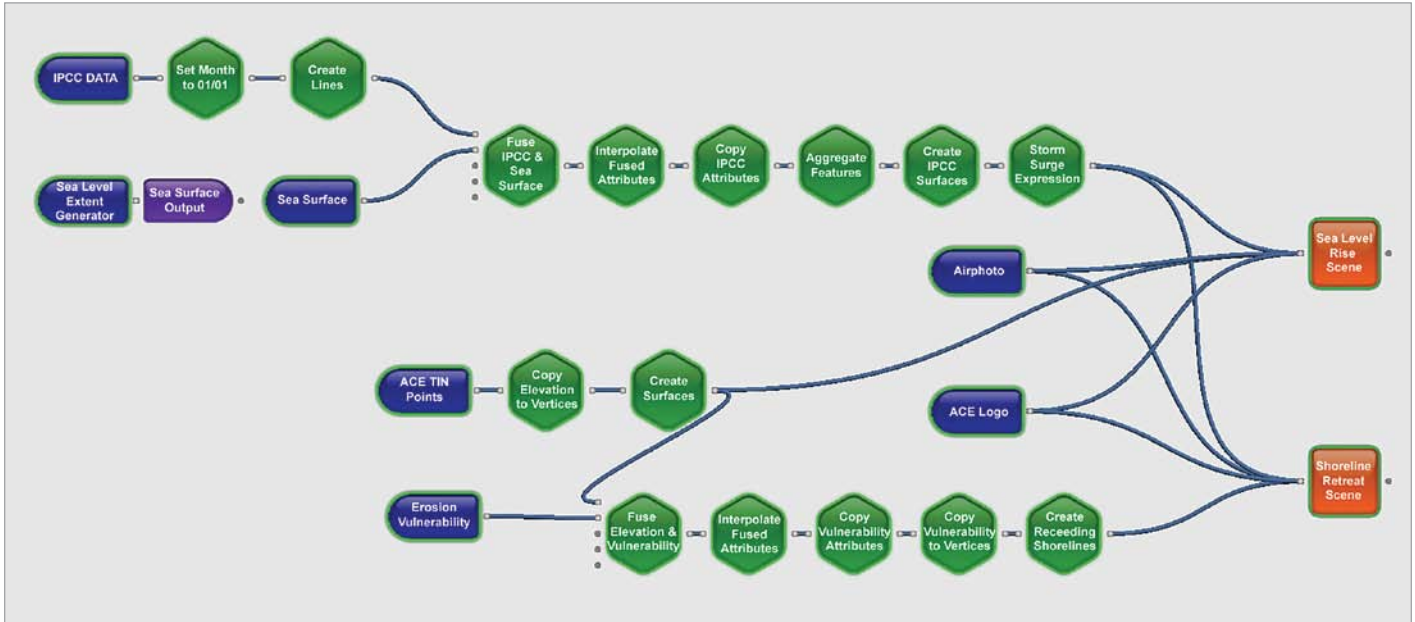 IPCC DATA
Set Month
to 01/01
Create
Lines
Fuse
IPCC &
Sea
Surface
Interpolate
Fused
Attributes
Copy
IPCC
Attributes
Aggregate
Features
Create
IPCC
Surfaces
Storm
Surge
Expression
Sea Level
Extent
Generator
Sea Surface
Output
Sea Surface
Airphoto
Sea Level
Rise
Scene
ACE TIN
Points
Copy
Elevation
to Vertices
Create
Surfaces
ACE Logo
Erosion
Vulnerability
Fuse
Elevation &
Vulnerability
Interpolate
Fused
Attributes
Copy
Vulnerability
Attributes
Copy
Vulnerability
to Vertices
Create
Receeding
Shorelines
Shoreline
Retreat
Scene